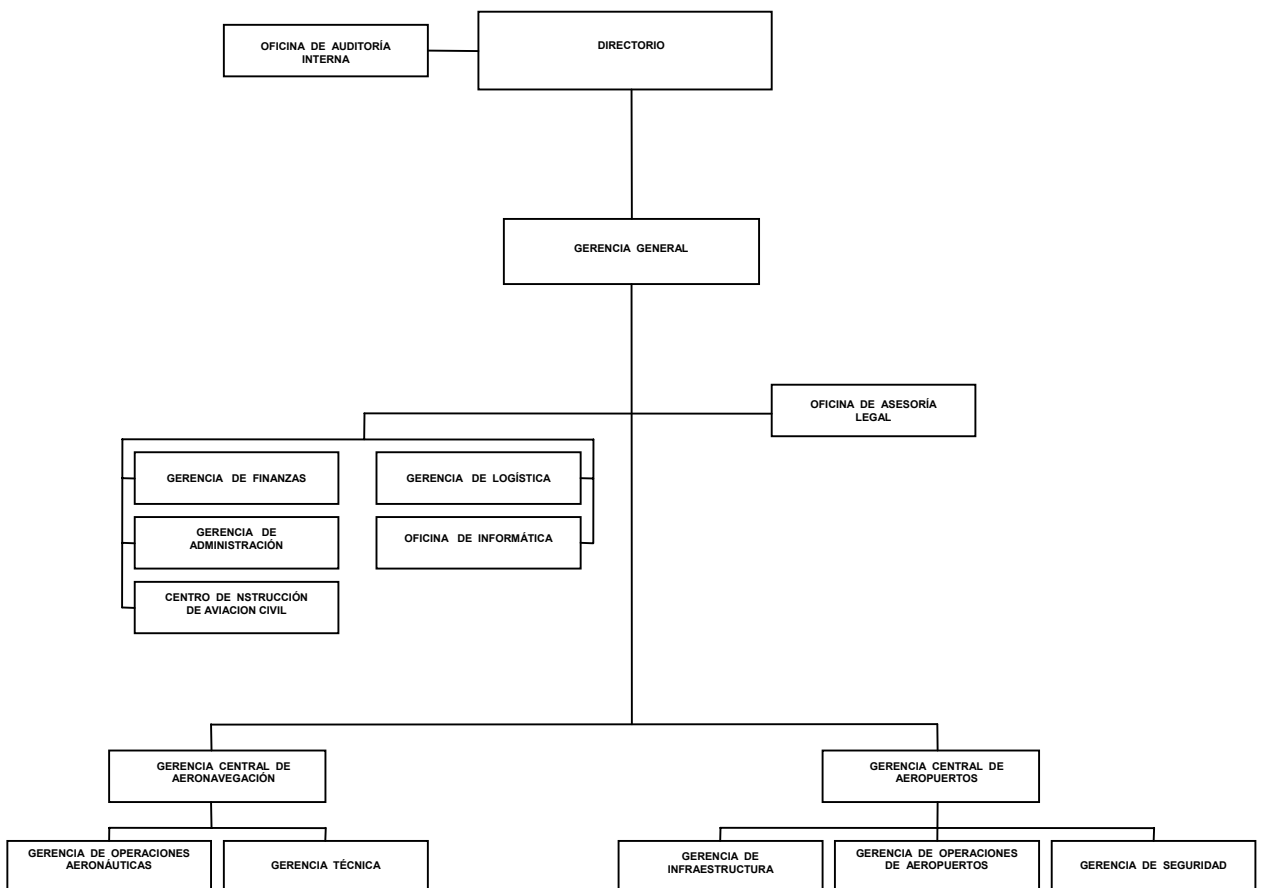 OFICINA DE AUDITORÍA
INTERNA
DIRECTORIO
GERENCIA GENERAL
OFICINA DE ASESORÍA
LEGAL
GERENCIA DE FINANZAS
GERENCIA DE LOGÍSTICA
GERENCIA DE
ADMINISTRACIÓN
OFICINA DE INFORMÁTICA
CENTRO DE NSTRUCCIÓN
DE AVIACION CIVIL
GERENCIA CENTRAL DE
AERONAVEGACIÓN
GERENCIA CENTRAL DE
AEROPUERTOS
GERENCIA DE OPERACIONES
AERONÁUTICAS
GERENCIA TÉCNICA
GERENCIA DE
INFRAESTRUCTURA
GERENCIA DE OPERACIONES
DE AEROPUERTOS
GERENCIA DE SEGURIDAD